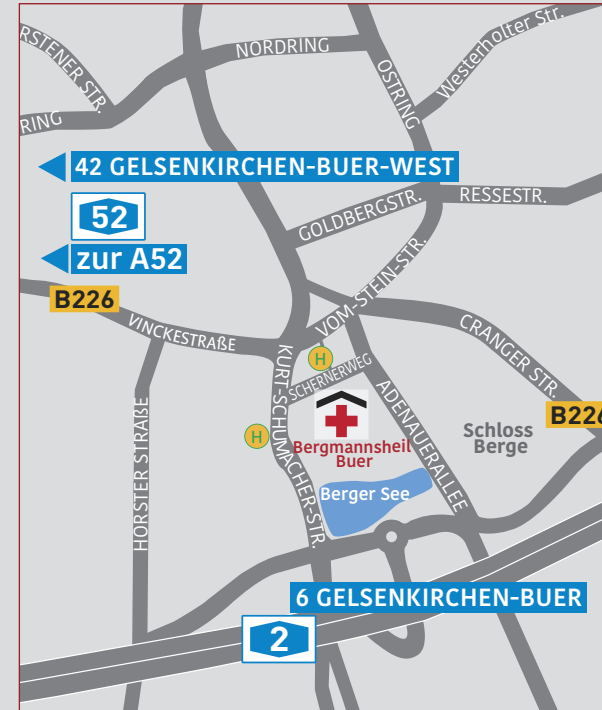 RSTENER STR.
NORDRING
OSTRING
Westerholter Str.
RING
42 GELSENKIRCHEN-BUER-WEST
52
zur A52
GOLDBERGSTR.
RESSESTR.
B226
VINCKESTRAßE
VOM-STEIN-STR.
CRANGER STR.
H
SCHERNERWEG
KURT-SCHUMACHER-STR.
ADENAUERALLEE
HORSTER STRAßE
H
Bergmannsheil
Buer
Schloss
Berge
B226
Berger See
6 GELSENKIRCHEN-BUER
2